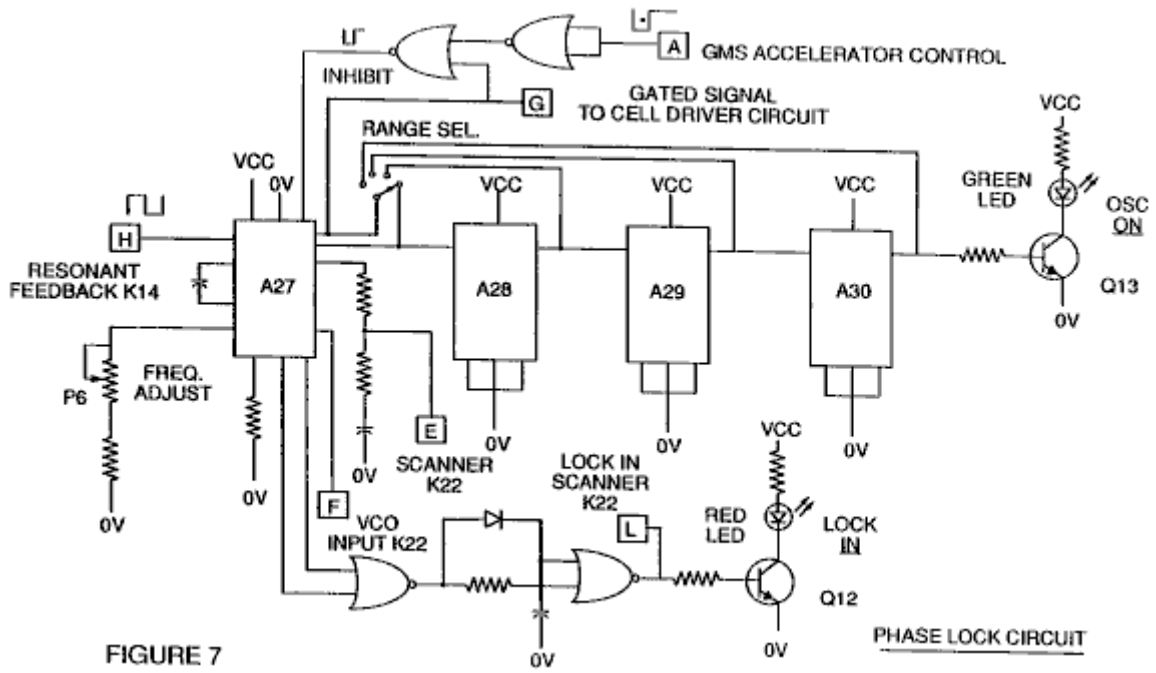 A
GMS ACCELERATOR CONTROL
INHIBIT
G
GATED SIGNAL
TO CELL DRIVER CIRCUIT
VCC
RANGE SEL.
VCC
0V
VCC
VCC
VCC
GREEN
LED
OSC
ON
H
RESONANT
FEEDBACK K14
A27
A28
A29
A30
Q13
0V
P6
FREQ.
ADJUST
E
0V
0V
0V
VCC
SCANNER
K22
LOCK IN
SCANNER
K22
0V
0V
0V
F
VCO
INPUT K22
L
RED
LED
LOCK
IN
Q12
FIGURE 7
0V
0V
PHASE LOCK CIRCUIT